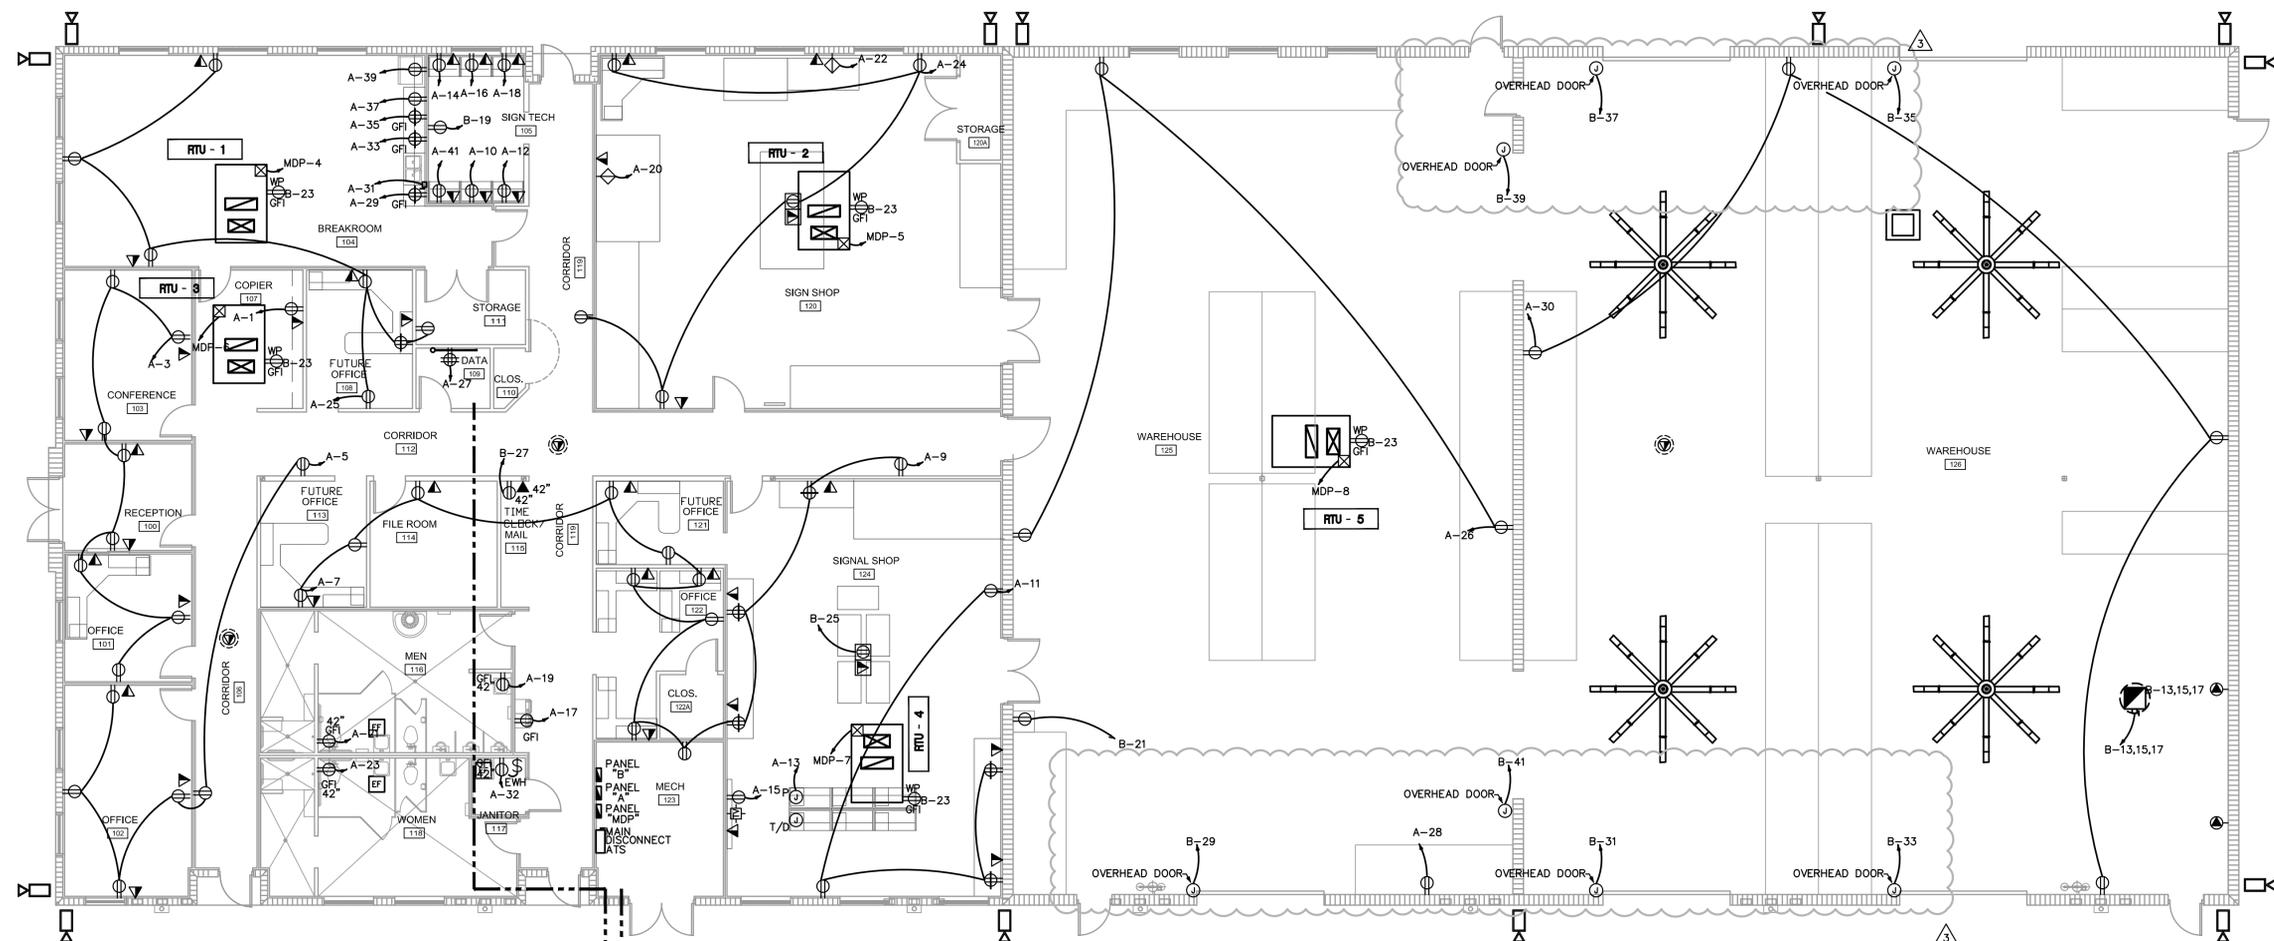 3
A-39
A-14
A-16
A-18
A-22
A-24
OVERHEAD DOOR
OVERHEAD DOOR
A-37
A-35
GFI
B-19
SIGN TECH
105
B-37
B-35
STORAGE
120A
RTU - 1
A-33
GFI
RTU - 2
MDP-4
A-41
A-10
A-12
A-20
OVERHEAD DOOR
B-39
WP
B-23
GFI
A-31
A-29
GFI
WP
B-23
GFI
BREAKROOM
104
MDP-5
CORRIDOR
119
RTU - 3
COPIER
107
SIGN SHOP
120
A-1
STORAGE
111
A-30
MDP-6
WP
B-23
GFI
A-3
FUTURE
OFFICE
108
DATA
109
A-27
CLOS.
110
CONFERENCE
103
A-25
CORRIDOR
112
WAREHOUSE
125
WP
B-23
GFI
WAREHOUSE
126
A-5
B-27
A-9
MDP-8
FUTURE
OFFICE
113
42"
42"
TIME
CLOCK/
MAIL
115
FUTURE
OFFICE
121
RTU - 5
RECEPTION
100
FILE ROOM
114
CORRIDOR
119
A-26
SIGNAL SHOP
124
A-7
A-11
OFFICE
122
B-25
OFFICE
101
MEN
116
CORRIDOR
106
GFI
42"
A-19
CLOS.
122A
RTU - 4
B-13,15,17
A-17
GFI
42"
GFI
EF
B-21
B-13,15,17
MDP-7
A-13
B-41
GFI
42"
A-23
EF
GFI
42"
$
EWH
A-32
PANEL
"B"
PANEL
"A"
PANEL
"MDP"
MAIN
DISCONNECT
ATS
MECH
123
A-15
P
J
T/D
J
WP
B-23
GFI
OVERHEAD DOOR
OFFICE
102
WOMEN
118
JANITOR
117
B-29
A-28
B-31
B-33
OVERHEAD DOOR
OVERHEAD DOOR
OVERHEAD DOOR
3